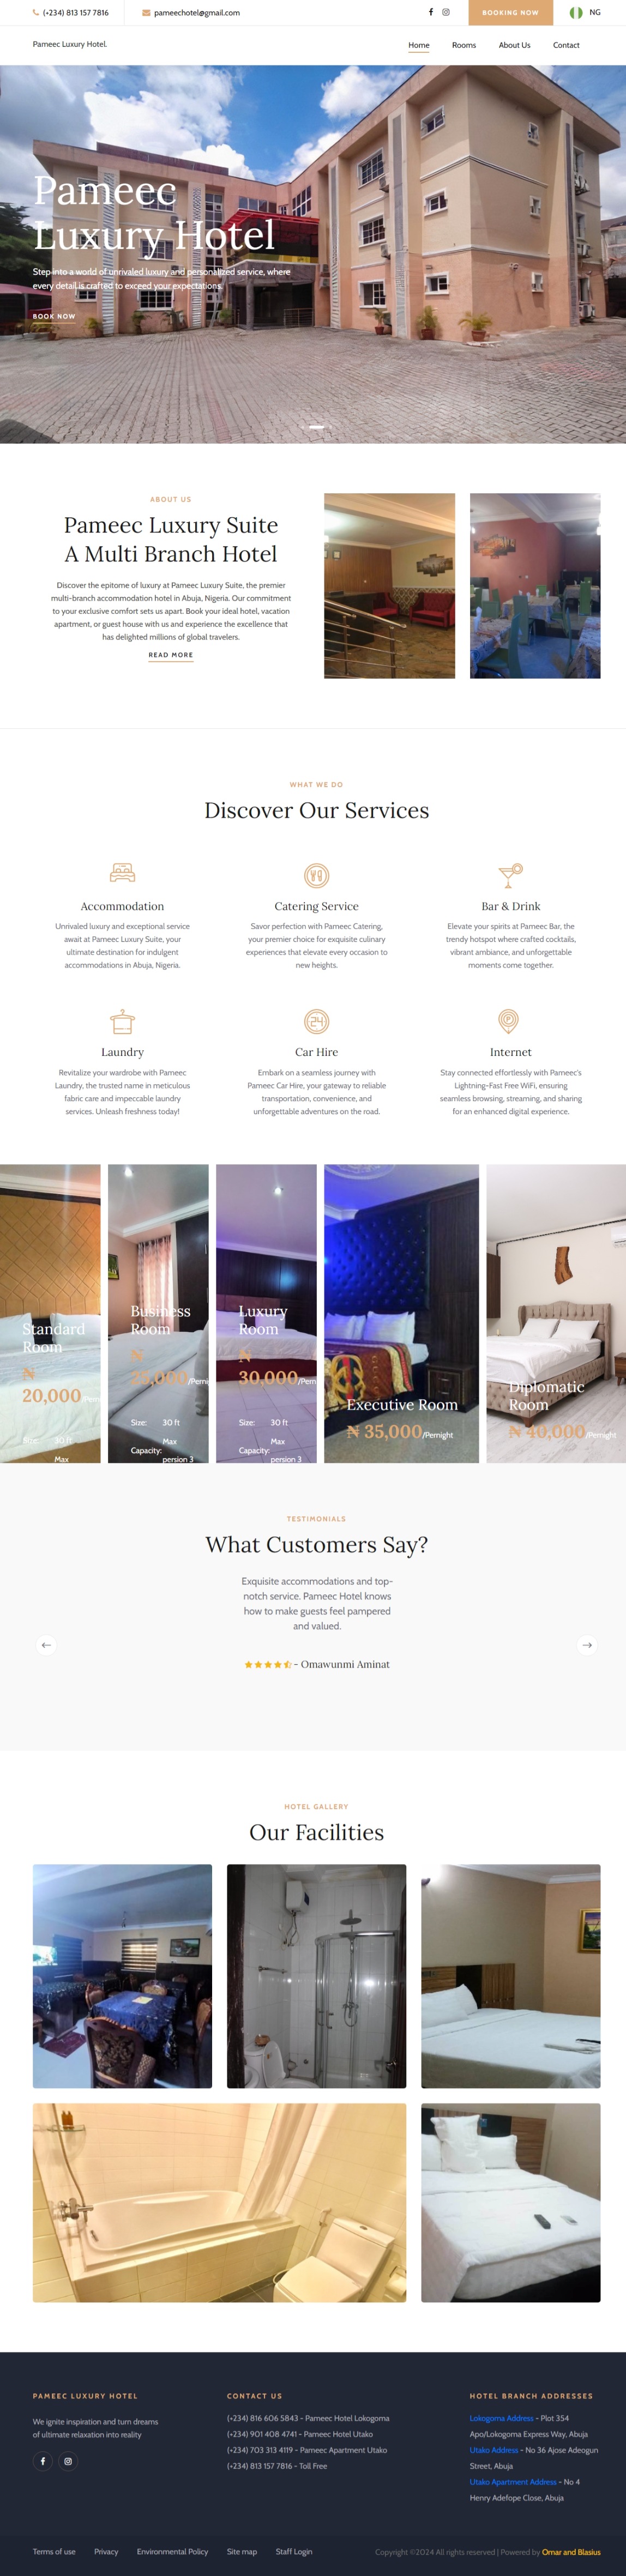 (+234) 813 157 7816
pameechotel@gmail.com
BOOKING NOW
NG
Pameec Luxury Hotel.
Home
Rooms
About Us
Contact
Pameec
Luxury Hotel
Step into a world of unrivaled luxury and personalized service, where
every detail is crafted to exceed your expectations.
BOOK NOW
ABOUT US
Pameec Luxury Suite
A Multi Branch Hotel
Discover the epitome of luxury at Pameec Luxury Suite, the premier
multi-branch accommodation hotel in Abuja, Nigeria. Our commitment
to your exclusive comfort sets us apart. Book your ideal hotel, vacation
apartment, or guest house with us and experience the excellence that
has delighted millions of global travelers.
READ MORE
WHAT WE DO
Discover Our Services
Accommodation
Unrivaled luxury and exceptional service
await at Pameec Luxury Suite, your
ultimate destination for indulgent
accommodations in Abuja, Nigeria.
Catering Service
Savor perfection with Pameec Catering,
your premier choice for exquisite culinary
experiences that elevate every occasion to
new heights.
Bar & Drink
Elevate your spirits at Pameec Bar, the
trendy hotspot where crafted cocktails,
vibrant ambiance, and unforgettable
moments come together.
Laundry
Revitalize your wardrobe with Pameec
Laundry, the trusted name in meticulous
fabric care and impeccable laundry
services. Unleash freshness today!
Car Hire
Embark on a seamless journey with
Pameec Car Hire, your gateway to reliable
transportation, convenience, and
unforgettable adventures on the road.
Internet
Stay connected effortlessly with Pameec's
Lightning-Fast Free WiFi, ensuring
seamless browsing, streaming, and sharing
for an enhanced digital experience.
Standard
Room
₦
20,000
Size: 30 ft
Max
Business
Room
₦
25,000/Perni
Size: 30 ft
Max
Capacity:
persion 3
Luxury
Room
₦
30,000/Pern
Size: 30 ft
Max
Capacity:
persion 3
Executive Room
₦ 35,000/Pernight
Diplomatic
Room
₦ 40,000/Pernight
TESTIMONIALS
What Customers Say?
Exquisite accommodations and top-
notch service. Pameec Hotel knows
how to make guests feel pampered
and valued.
- Omawunmi Aminat
HOTEL GALLERY
Our Facilities
PAMEEC LUXURY HOTEL
We ignite inspiration and turn dreams
of ultimate relaxation into reality
CONTACT US
(+234) 816 606 5843 - Pameec Hotel Lokogoma
(+234) 901 408 4741 - Pameec Hotel Utako
(+234) 703 313 4119 - Pameec Apartment Utako
(+234) 813 157 7816 - Toll Free
HOTEL BRANCH ADDRESSES
Lokogoma Address - Plot 354
Apo/Lokogoma Express Way, Abuja
Utako Address - No 36 Ajose Adeogun
Street, Abuja
Utako Apartment Address - No 4
Henry Adefope Close, Abuja
Terms of use
Privacy
Environmental Policy
Site map
Staff Login
Copyright ©2024 All rights reserved | Powered by Omar and Blasius